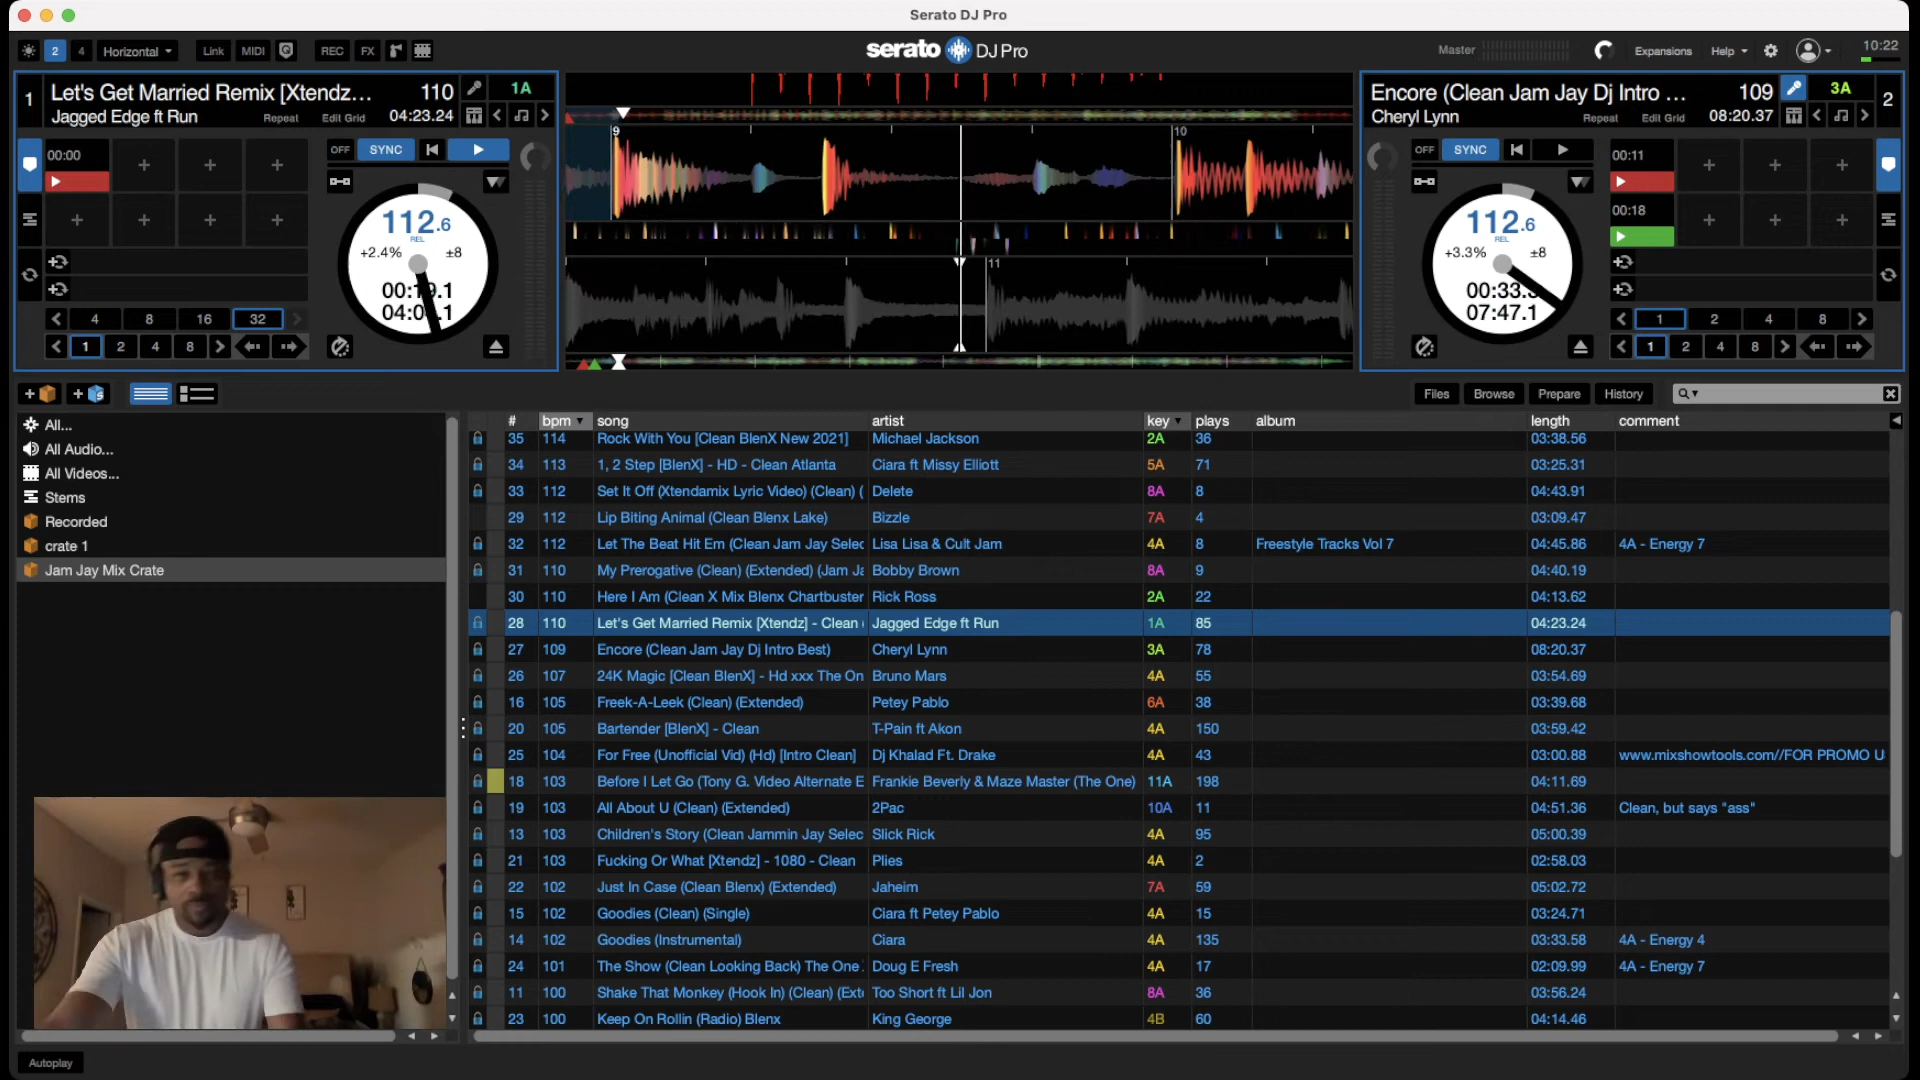 Serato DJ Pro
2 4 Horizontal Link MIDI REC FX
serato DJ Pro
Master Expansions Help 10:22
1 Let's Get Married Remix [Xtendz... 110 1A
Jagged Edge ft Run Repeat Edit Grid 04:23.24
00:00
OFF SYNC
112.6
REL
+2.4% ±8
4 8 16 32
1 2 4 8
9 10
11
Encore (Clean Jam Jay Dj Intro ... 109 3A 2
Cheryl Lynn Repeat Edit Grid 08:20.37
OFF SYNC
00:11
00:18
112.6
REL
+3.3% ±8
07:47.1
1 2 4 8
1 2 4 8
Files Browse Prepare History
All...
All Audio...
All Videos...
Stems
Recorded
crate 1
Jam Jay Mix Crate
# bpm song artist key plays album length comment
35 114 Rock With You [Clean BlenX New 2021] Michael Jackson 2A 36 03:38.56
34 113 1, 2 Step [BlenX] - HD - Clean Atlanta Ciara ft Missy Elliott 5A 71 03:25.31
33 112 Set It Off (Xtendamix Lyric Video) (Clean) ( Delete 8A 8 04:43.91
29 112 Lip Biting Animal (Clean Blenx Lake) Bizzle 7A 4 03:09.47
32 112 Let The Beat Hit Em (Clean Jam Jay Selec Lisa Lisa & Cult Jam 4A 8 Freestyle Tracks Vol 7 04:45.86 4A - Energy 7
31 110 My Prerogative (Clean) (Extended) (Jam Ja Bobby Brown 8A 9 04:40.19
30 110 Here I Am (Clean X Mix Blenx Chartbuster Rick Ross 2A 22 04:13.62
28 110 Let's Get Married Remix [Xtendz] - Clean ( Jagged Edge ft Run 1A 85 04:23.24
27 109 Encore (Clean Jam Jay Dj Intro Best) Cheryl Lynn 3A 78 08:20.37
26 107 24K Magic [Clean BlenX] - Hd xxx The On Bruno Mars 4A 55 03:54.69
16 105 Freek-A-Leek (Clean) (Extended) Petey Pablo 6A 38 03:39.68
20 105 Bartender [BlenX] - Clean T-Pain ft Akon 4A 150 03:59.42
25 104 For Free (Unofficial Vid) (Hd) [Intro Clean] Dj Khalad Ft. Drake 4A 43 03:00.88 www.mixshowtools.com//FOR PROMO U
18 103 Before I Let Go (Tony G. Video Alternate E Frankie Beverly & Maze Master (The One) 11A 198 04:11.69
19 103 All About U (Clean) (Extended) 2Pac 10A 11 04:51.36 Clean, but says "ass"
13 103 Children's Story (Clean Jammin Jay Selec Slick Rick 4A 95 05:00.39
21 103 Fucking Or What [Xtendz] - 1080 - Clean Plies 4A 2 02:58.03
22 102 Just In Case (Clean Blenx) (Extended) Jaheim 7A 59 05:02.72
15 102 Goodies (Clean) (Single) Ciara ft Petey Pablo 4A 15 03:24.71
14 102 Goodies (Instrumental) Ciara 4A 135 03:33.58 4A - Energy 4
24 101 The Show (Clean Looking Back) The One Doug E Fresh 4A 17 02:09.99 4A - Energy 7
11 100 Shake That Monkey (Hook In) (Clean) (Exte Too Short ft Lil Jon 8A 36 03:56.24
23 100 Keep On Rollin (Radio) Blenx King George 4B 60 04:14.46
Autoplay